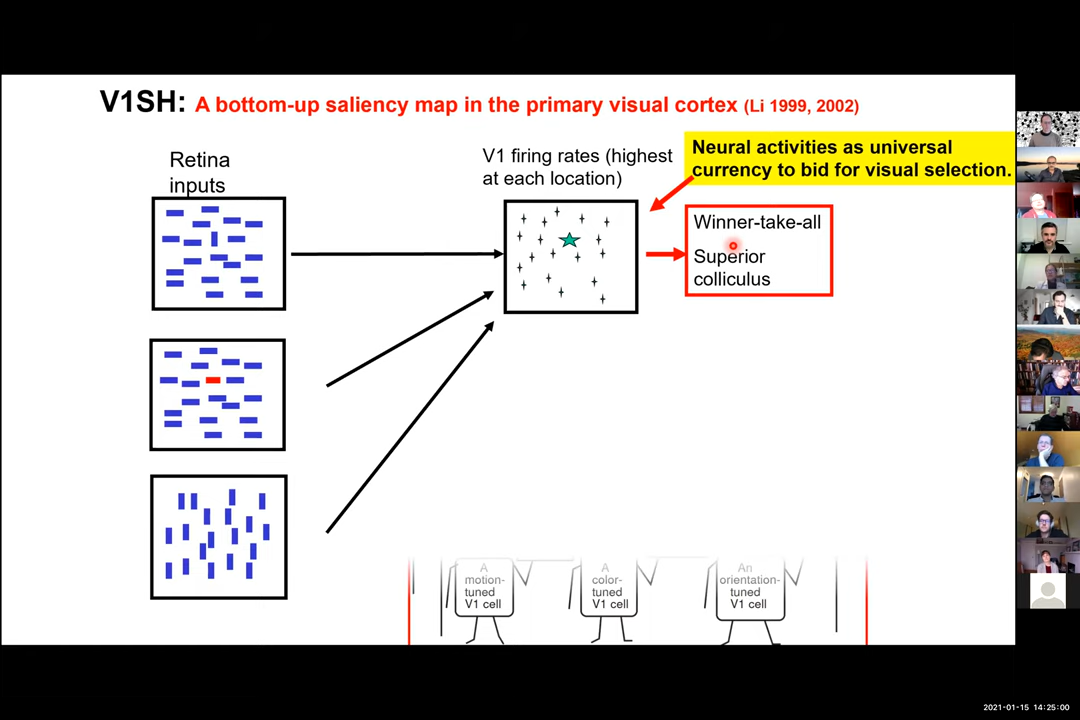 V1SH: A bottom-up saliency map in the primary visual cortex (Li 1999, 2002)
Retina
inputs
V1 firing rates (highest
at each location)
Neural activities as universal
currency to bid for visual selection.
Winner-take-all
Superior
colliculus
A
motion-
tuned
V1 cell
A
color-
tuned
V1 cell
An
orientation-
tuned
V1 cell
2021-01-15 14:25:00